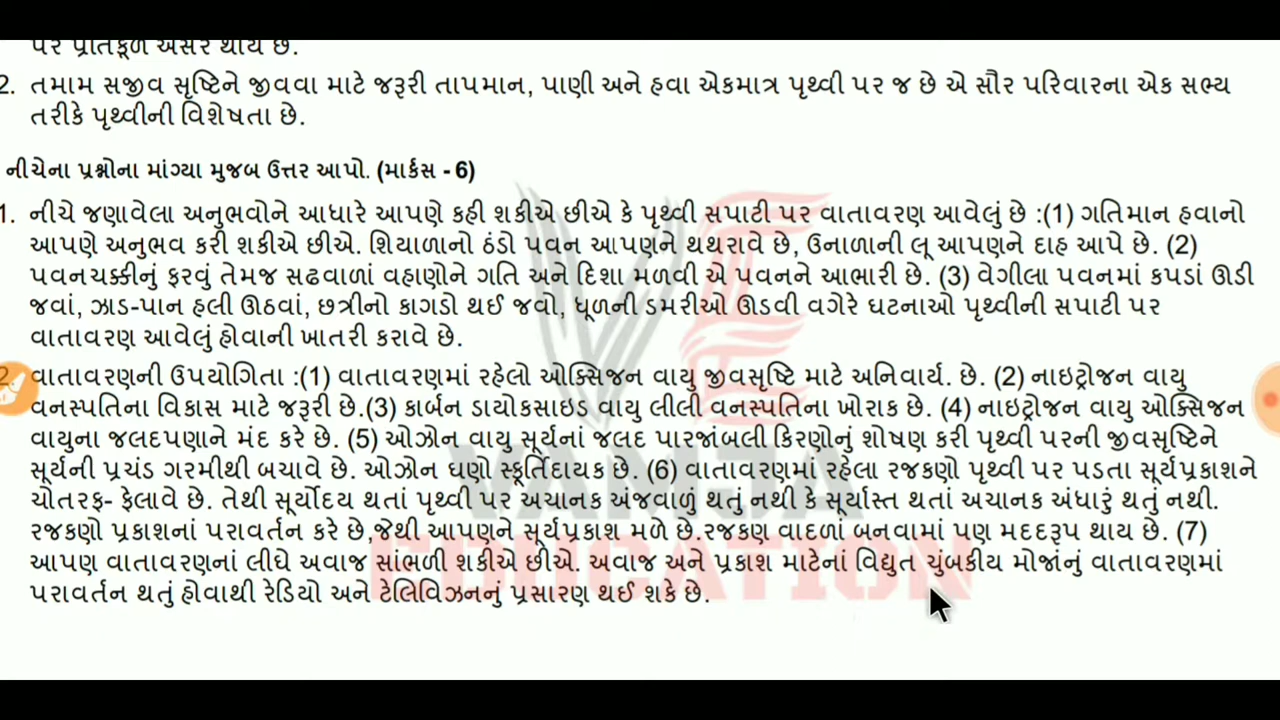 પર પ્રતિકૂળ અસર થાય છે.
2. તમામ સજીવ સૃષ્ટિને જીવવા માટે જરૂરી તાપમાન, પાણી અને હવા એકમાત્ર પૃથ્વી પર જ છે એ સૌર પરિવારના એક સભ્ય
તરીકે પૃથ્વીની વિશેષતા છે.
નીચેના પ્રશ્નોના માંગ્યા મુજબ ઉત્તર આપો. (માર્કસ - 6)
1. નીચે જણાવેલા અનુભવોને આધારે આપણે કહી શકીએ છીએ કે પૃથ્વી સપાટી પર વાતાવરણ આવેલું છે :(1) ગતિમાન હવાનો
આપણે અનુભવ કરી શકીએ છીએ. શિયાળાનો ઠંડો પવન આપણને થથરાવે છે, ઉનાળાની લૂ આપણને દાહ આપે છે. (2)
પવનચક્કીનું ફરવું તેમજ સઢવાળાં વહાણોને ગતિ અને દિશા મળવી એ પવનને આભારી છે. (3) વેગીલા પવનમાં કપડાં ઊડી
જવાં, ઝાડ-પાન હલી ઊઠવાં, છત્રીનો કાગડો થઈ જવો, ધૂળની ડમરીઓ ઊડવી વગેરે ઘટનાઓ પૃથ્વીની સપાટી પર
વાતાવરણ આવેલું હોવાની ખાતરી કરાવે છે.
2. વાતાવરણની ઉપયોગિતા :(1) વાતાવરણમાં રહેલો ઓક્સિજન વાયુ જીવસૃષ્ટિ માટે અનિવાર્ય. છે. (2) નાઇટ્રોજન વાયુ
વનસ્પતિના વિકાસ માટે જરૂરી છે.(3) કાર્બન ડાયોકસાઇડ વાયુ લીલી વનસ્પતિના ખોરાક છે. (4) નાઇટ્રોજન વાયુ ઓક્સિજન
વાયુના જલદપણાને મંદ કરે છે. (5) ઓઝોન વાયુ સૂર્યનાં જલદ પારજાંબલી કિરણોનું શોષણ કરી પૃથ્વી પરની જીવસૃષ્ટિને
સૂર્યની પ્રચંડ ગરમીથી બચાવે છે. ઓઝોન ઘણો સ્ફૂર્તિદાયક છે. (6) વાતાવરણમાં રહેલા રજકણો પૃથ્વી પર પડતા સૂર્યપ્રકાશને
ચોતરફ- ફેલાવે છે. તેથી સૂર્યોદય થતાં પૃથ્વી પર અચાનક અંજવાળું થતું નથી કે સૂર્યાસ્ત થતાં અચાનક અંધારું થતું નથી.
રજકણો પ્રકાશનાં પરાવર્તન કરે છે,જેથી આપણને સૂર્યપ્રકાશ મળે છે.રજકણ વાદળાં બનવામાં પણ મદદરૂપ થાય છે. (7)
આપણ વાતાવરણનાં લીધે અવાજ સાંભળી શકીએ છીએ. અવાજ અને પ્રકાશ માટેનાં વિદ્યુત ચુંબકીય મોજાંનું વાતાવરણમાં
પરાવર્તન થતું હોવાથી રેડિયો અને ટેલિવિઝનનું પ્રસારણ થઈ શકે છે.
VAMJA
EDUCATION